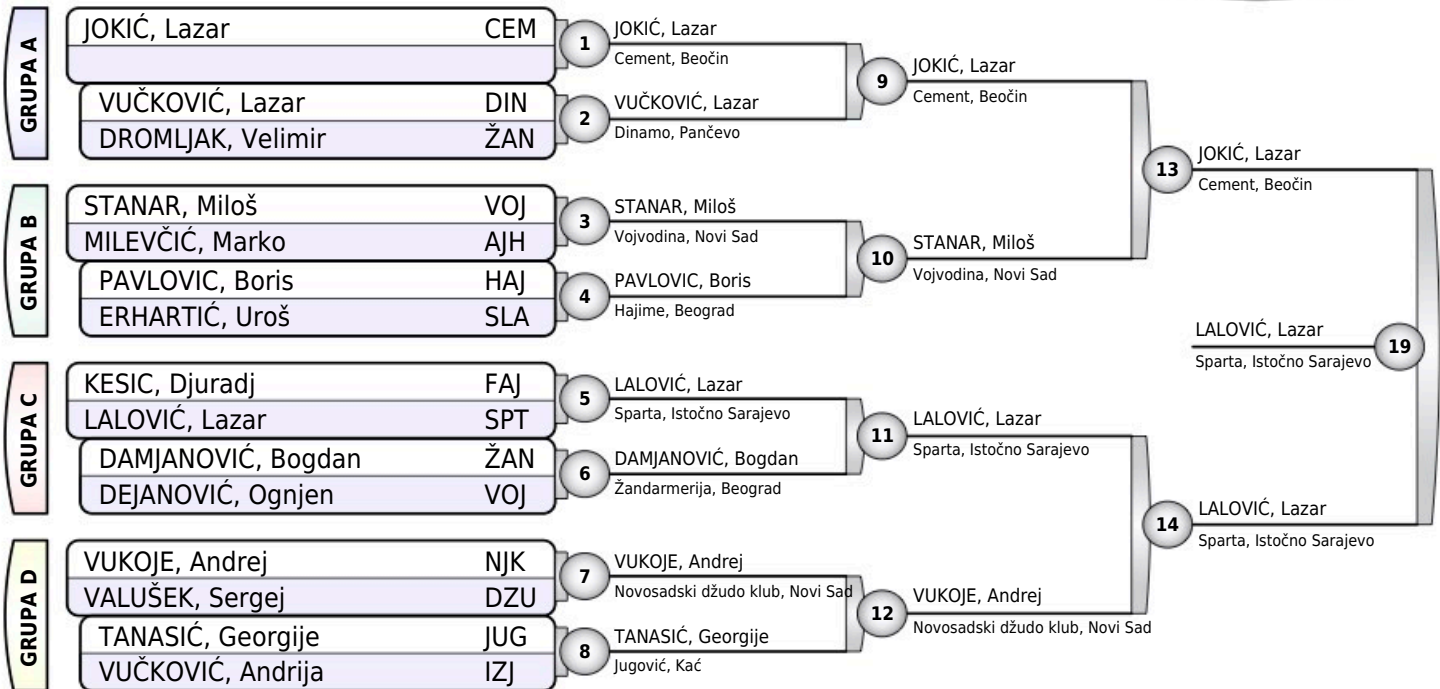 GRUPA A
JOKIĆ, Lazar CEM
VUČKOVIĆ, Lazar DIN
DROMLJAK, Velimir ŽAN
GRUPA B
STANAR, Miloš VOJ
MILEVČIĆ, Marko AJH
PAVLOVIC, Boris HAJ
ERHARTIĆ, Uroš SLA
GRUPA C
KESIC, Djuradj FAJ
LALOVIĆ, Lazar SPT
DAMJANOVIĆ, Bogdan ŽAN
DEJANOVIĆ, Ognjen VOJ
GRUPA D
VUKOJE, Andrej NJK
VALUŠEK, Sergej DZU
TANASIĆ, Georgije JUG
VUČKOVIĆ, Andrija IZJ
1
JOKIĆ, Lazar
Cement, Beočin
2
VUČKOVIĆ, Lazar
Dinamo, Pančevo
3
STANAR, Miloš
Vojvodina, Novi Sad
4
PAVLOVIC, Boris
Hajime, Beograd
5
LALOVIĆ, Lazar
Sparta, Istočno Sarajevo
6
DAMJANOVIĆ, Bogdan
Žandarmerija, Beograd
7
VUKOJE, Andrej
Novosadski džudo klub, Novi Sad
8
TANASIĆ, Georgije
Jugović, Kać
9
JOKIĆ, Lazar
Cement, Beočin
10
STANAR, Miloš
Vojvodina, Novi Sad
11
LALOVIĆ, Lazar
Sparta, Istočno Sarajevo
12
VUKOJE, Andrej
Novosadski džudo klub, Novi Sad
13
JOKIĆ, Lazar
Cement, Beočin
14
LALOVIĆ, Lazar
Sparta, Istočno Sarajevo
LALOVIĆ, Lazar
Sparta, Istočno Sarajevo
19